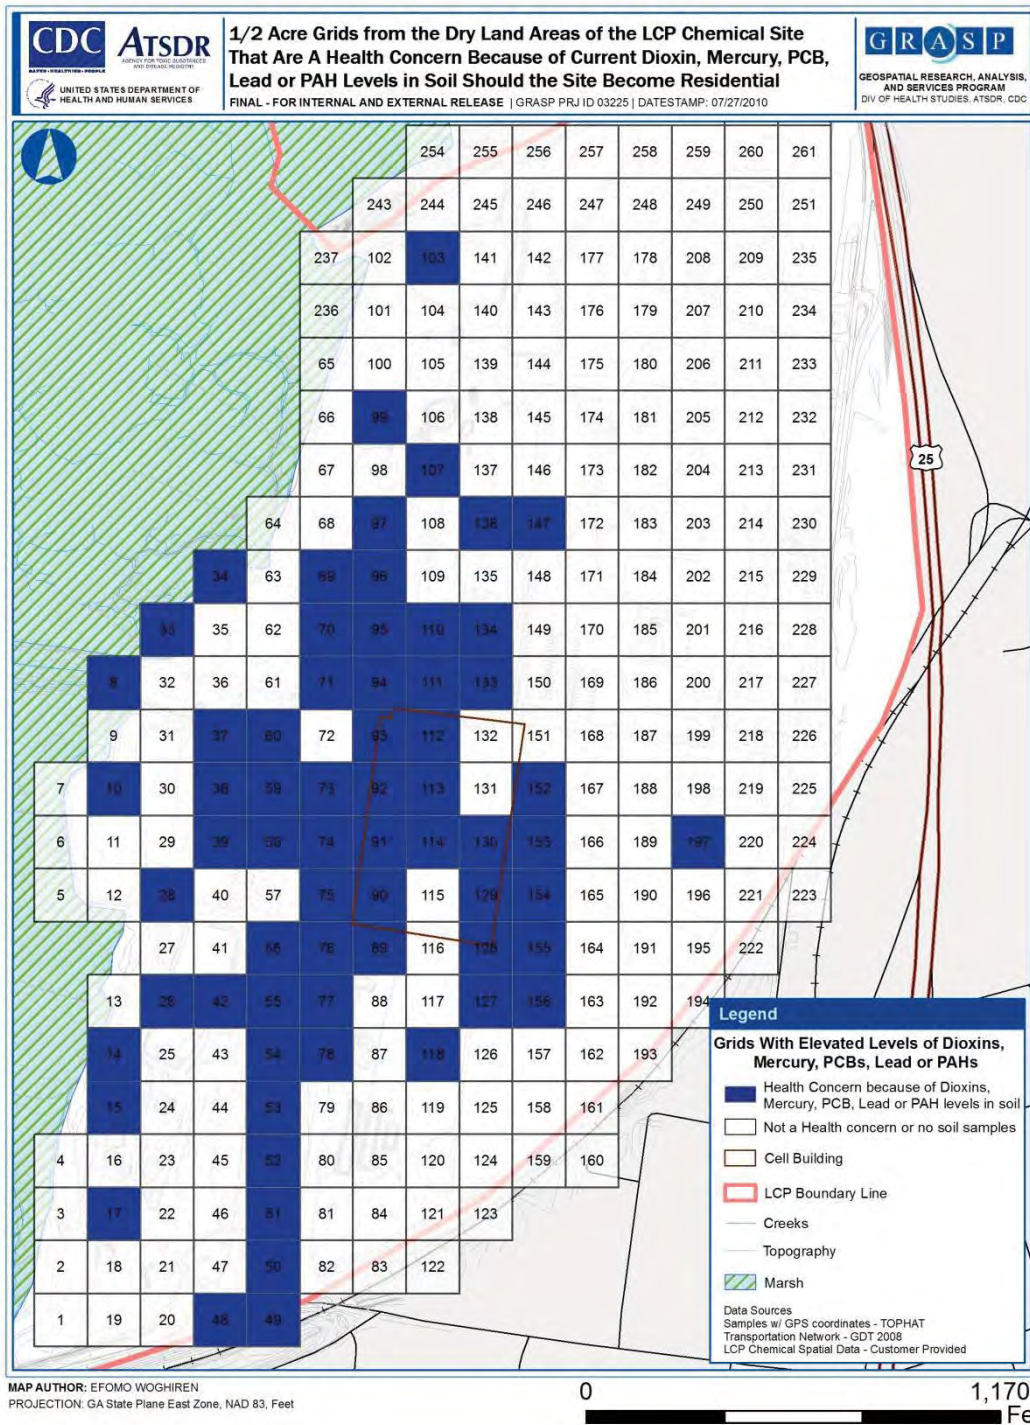 CDC
SAFER • HEALTHIER • PEOPLE
ATSDR
AGENCY FOR TOXIC SUBSTANCES
AND DISEASE REGISTRY
UNITED STATES DEPARTMENT OF
HEALTH AND HUMAN SERVICES
1/2 Acre Grids from the Dry Land Areas of the LCP Chemical Site
That Are A Health Concern Because of Current Dioxin, Mercury, PCB,
Lead or PAH Levels in Soil Should the Site Become Residential
FINAL - FOR INTERNAL AND EXTERNAL RELEASE | GRASP PRJ ID 03225 | DATESTAMP: 07/27/2010
GRASP
GEOSPATIAL RESEARCH, ANALYSIS,
AND SERVICES PROGRAM
DIV OF HEALTH STUDIES, ATSDR, CDC
254 255 256 257 258 259 260 261
243 244 245 246 247 248 249 250 251
237 102 103 141 142 177 178 208 209 235
236 101 104 140 143 176 179 207 210 234
65 100 105 139 144 175 180 206 211 233
66 99 106 138 145 174 181 205 212 232
67 98 107 137 146 173 182 204 213 231
25
64 68 97 108 136 147 172 183 203 214 230
34 63 69 96 109 135 148 171 184 202 215 229
33 35 62 70 95 110 134 149 170 185 201 216 228
8 32 36 61 71 94 111 133 150 169 186 200 217 227
9 31 37 60 72 93 112 132 151 168 187 199 218 226
7 10 30 38 59 73 92 113 131 152 167 188 198 219 225
6 11 29 39 58 74 91 114 130 153 166 189 197 220 224
5 12 28 40 57 75 90 115 129 154 165 190 196 221 223
27 41 56 76 89 116 128 155 164 191 195 222
13 26 42 55 77 88 117 127 156 163 192 194
14 25 43 54 78 87 118 126 157 162 193
15 24 44 53 79 86 119 125 158 161
4 16 23 45 52 80 85 120 124 159 160
3 17 22 46 51 81 84 121 123
2 18 21 47 50 82 83 122
1 19 20 48 49
Legend
Grids With Elevated Levels of Dioxins,
Mercury, PCBs, Lead or PAHs
Health Concern because of Dioxins,
Mercury, PCB, Lead or PAH levels in soil
Not a Health concern or no soil samples
Cell Building
LCP Boundary Line
Creeks
Topography
Marsh
Data Sources
Samples w/ GPS coordinates - TOPHAT
Transportation Network - GDT 2008
LCP Chemical Spatial Data - Customer Provided
MAP AUTHOR: EFOMO WOGHIREN
PROJECTION: GA State Plane East Zone, NAD 83, Feet
0 1,170
Fe